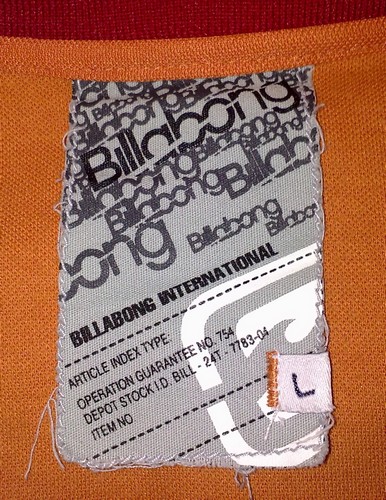 Billabong
Billabong
Billabong
Billabong
ong
Billabong
BILLABONG INTERNATIONAL
ARTICLE INDEX TYPE:
OPERATION GUARANTEE NO. 754
DEPOT STOCK I.D. BILL - 24T - 7783-04
ITEM NO
L